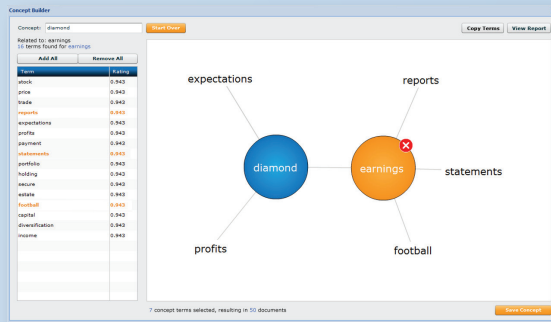 Concept Builder
Concept: diamond
Start Over
Copy Terms
View Report
Related to: earnings
16 terms found for earnings
Add All
Remove All
Term Rating
stock 0.943
price 0.943
trade 0.943
reports 0.943
expectations 0.943
profits 0.943
payment 0.943
statements 0.943
portfolio 0.943
holding 0.943
secure 0.943
estate 0.943
football 0.943
capital 0.943
diversification 0.943
income 0.943
expectations
reports
diamond
earnings
statements
profits
football
7 concept terms selected, resulting in 50 documents
Save Concept